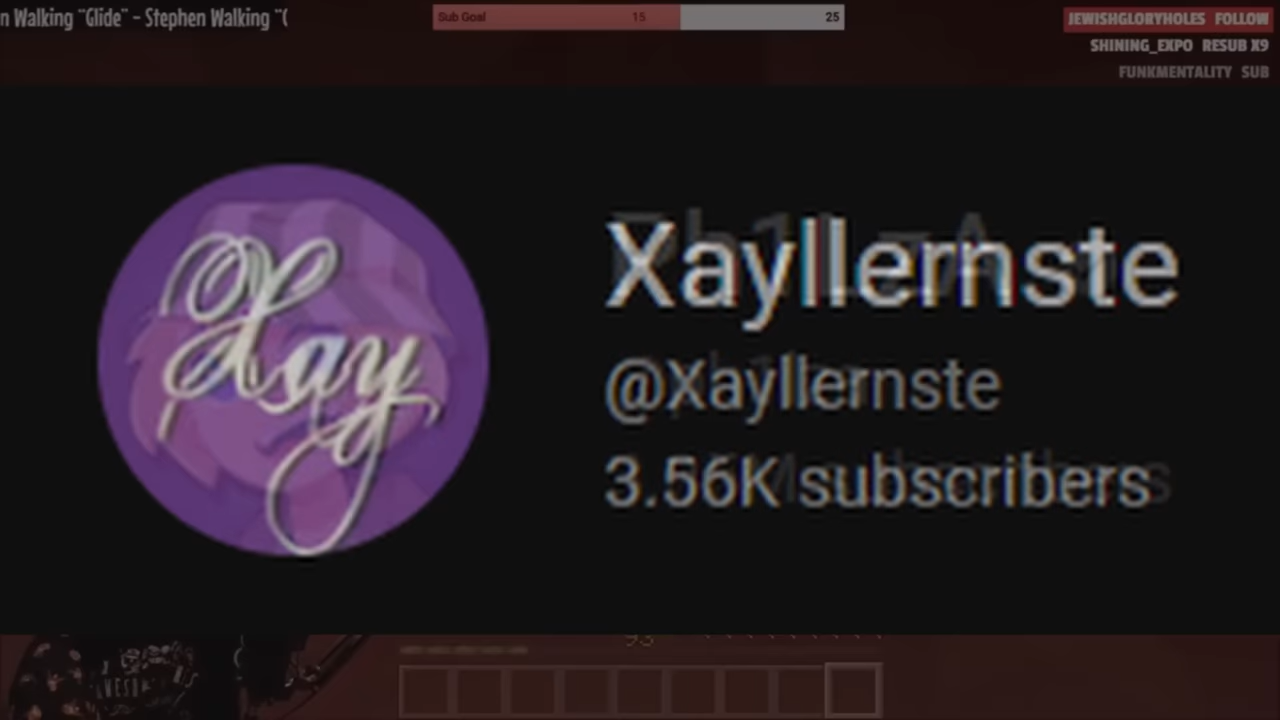 n Walking "Glide" - Stephen Walking "(
Sub Goal 15 25
JEWISHGLORYHOLES FOLLOW
SHINING_EXPO RESUB X9
FUNKMENTALITY SUB
Xay
Xayllernste
@Xayllernste
3.56K subscribers
93